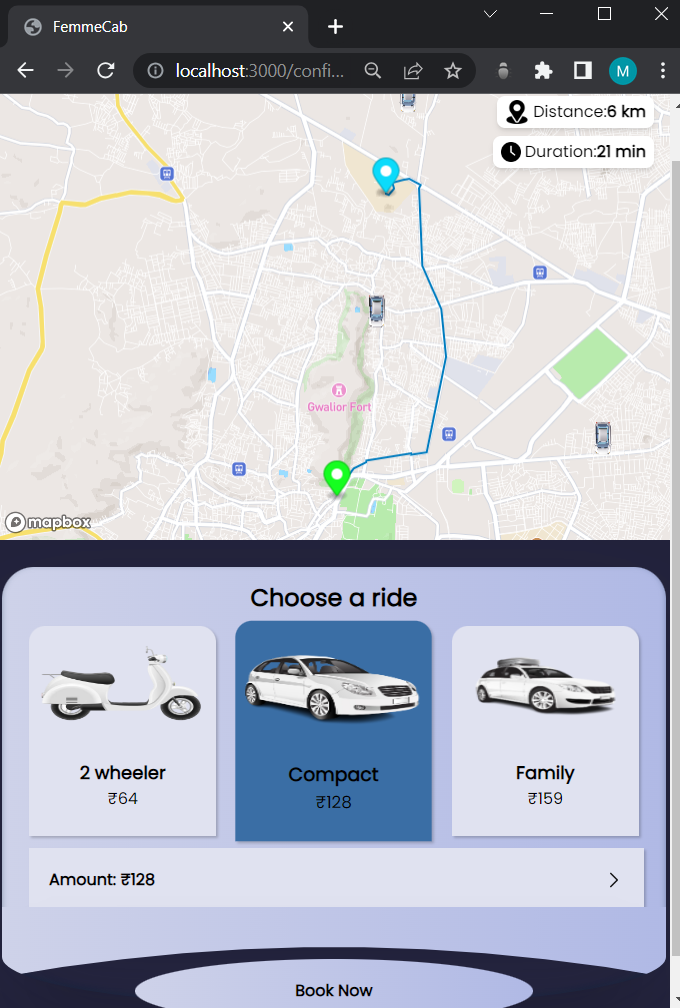 FemmeCab
localhost:3000/confi...
M
Distance:6 km
Duration:21 min
Gwalior Fort
mapbox
Choose a ride
2 wheeler
₹64
Compact
₹128
Family
₹159
Amount: ₹128
Book Now